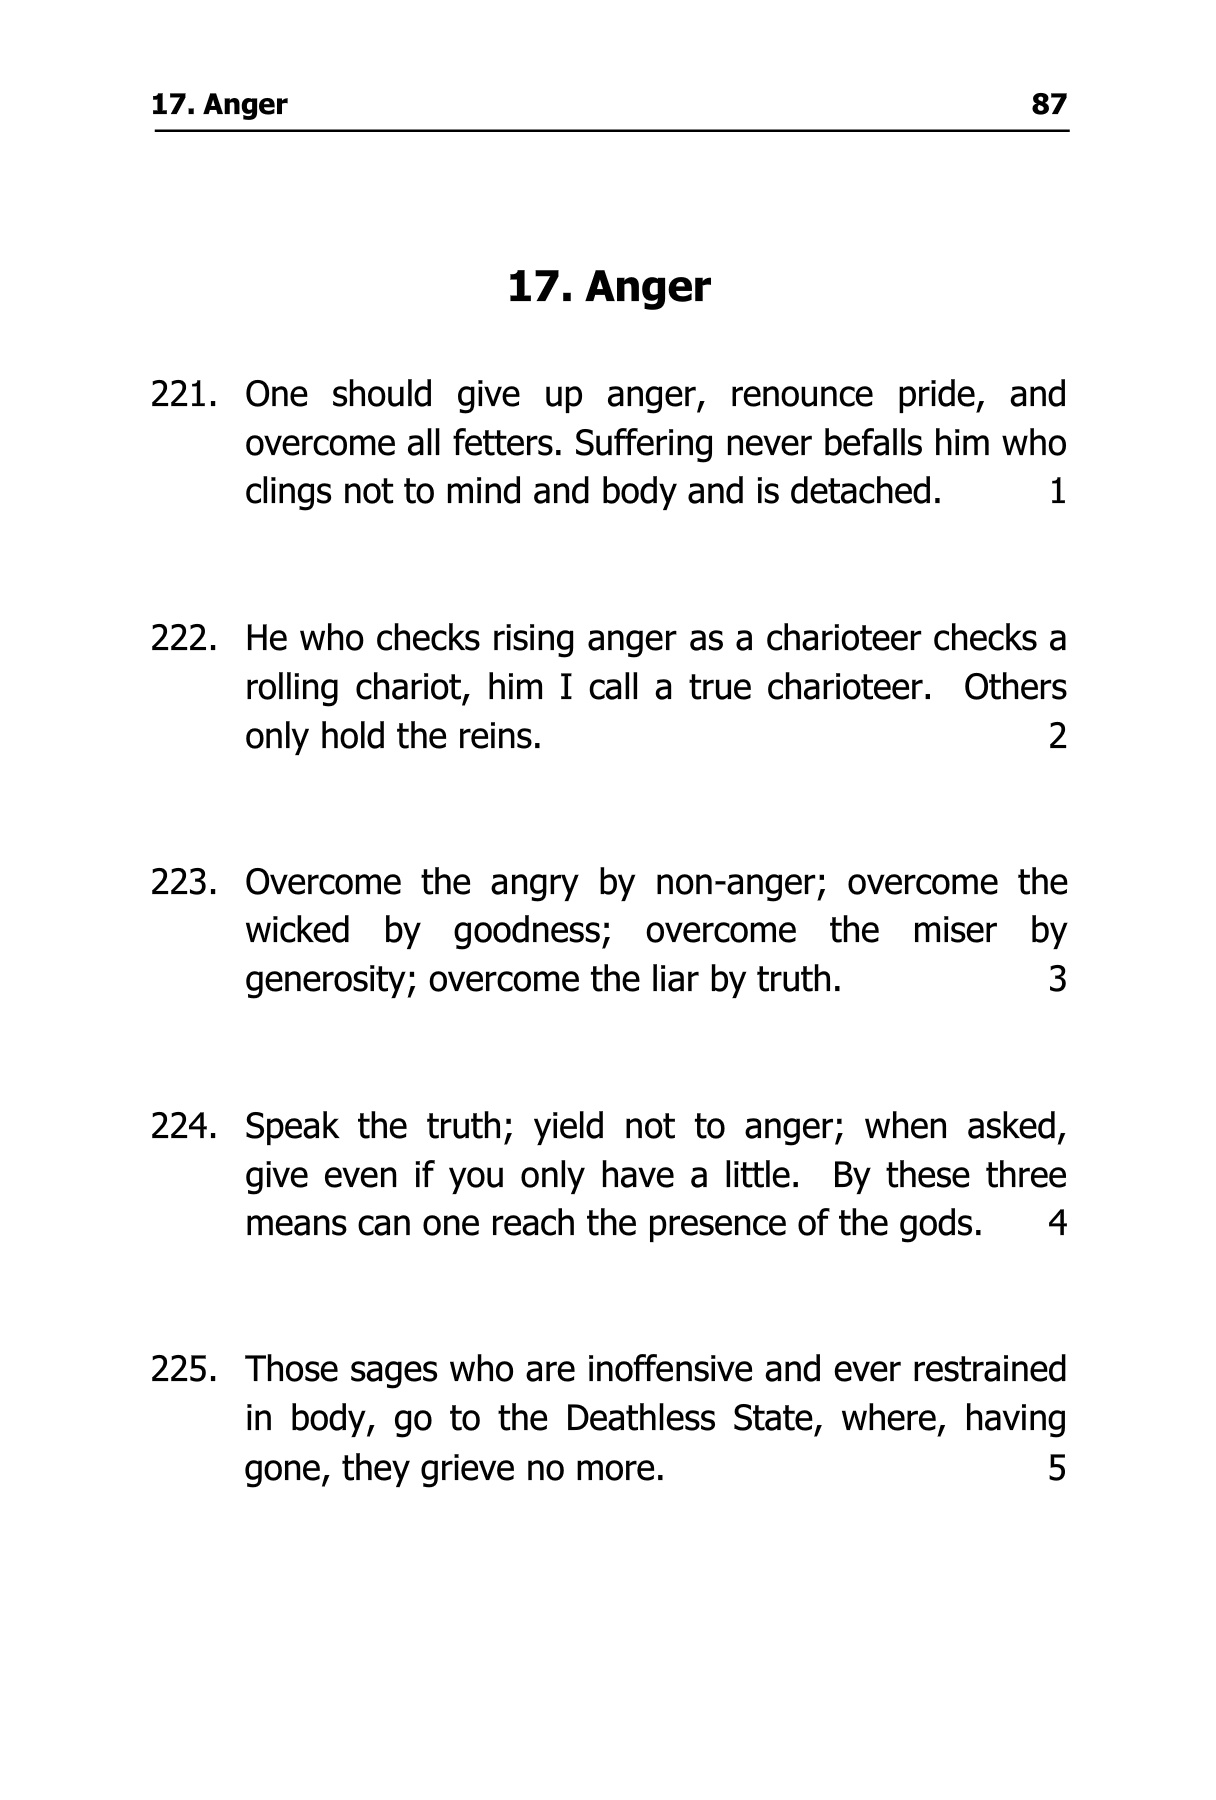 17. Anger 87
17. Anger
221. One should give up anger, renounce pride, and
overcome all fetters. Suffering never befalls him who
clings not to mind and body and is detached. 1
222. He who checks rising anger as a charioteer checks a
rolling chariot, him I call a true charioteer. Others
only hold the reins. 2
223. Overcome the angry by non-anger; overcome the
wicked by goodness; overcome the miser by
generosity; overcome the liar by truth. 3
224. Speak the truth; yield not to anger; when asked,
give even if you only have a little. By these three
means can one reach the presence of the gods. 4
225. Those sages who are inoffensive and ever restrained
in body, go to the Deathless State, where, having
gone, they grieve no more. 5